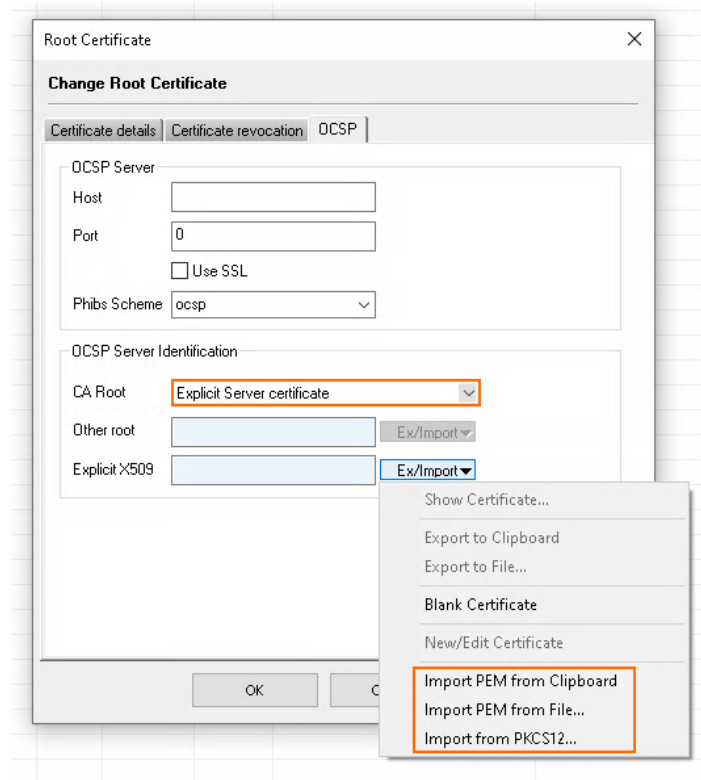 Root Certificate
Change Root Certificate
Certificate details
Certificate revocation
OCSP
OCSP Server
Host
Port
0
Use SSL
Phibs Scheme
ocsp
OCSP Server Identification
CA Root
Explicit Server certificate
Other root
Ex/Import
Explicit X509
Ex/Import
Show Certificate...
Export to Clipboard
Export to File...
Blank Certificate
New/Edit Certificate
Import PEM from Clipboard
Import PEM from File...
Import from PKCS12...
OK
C